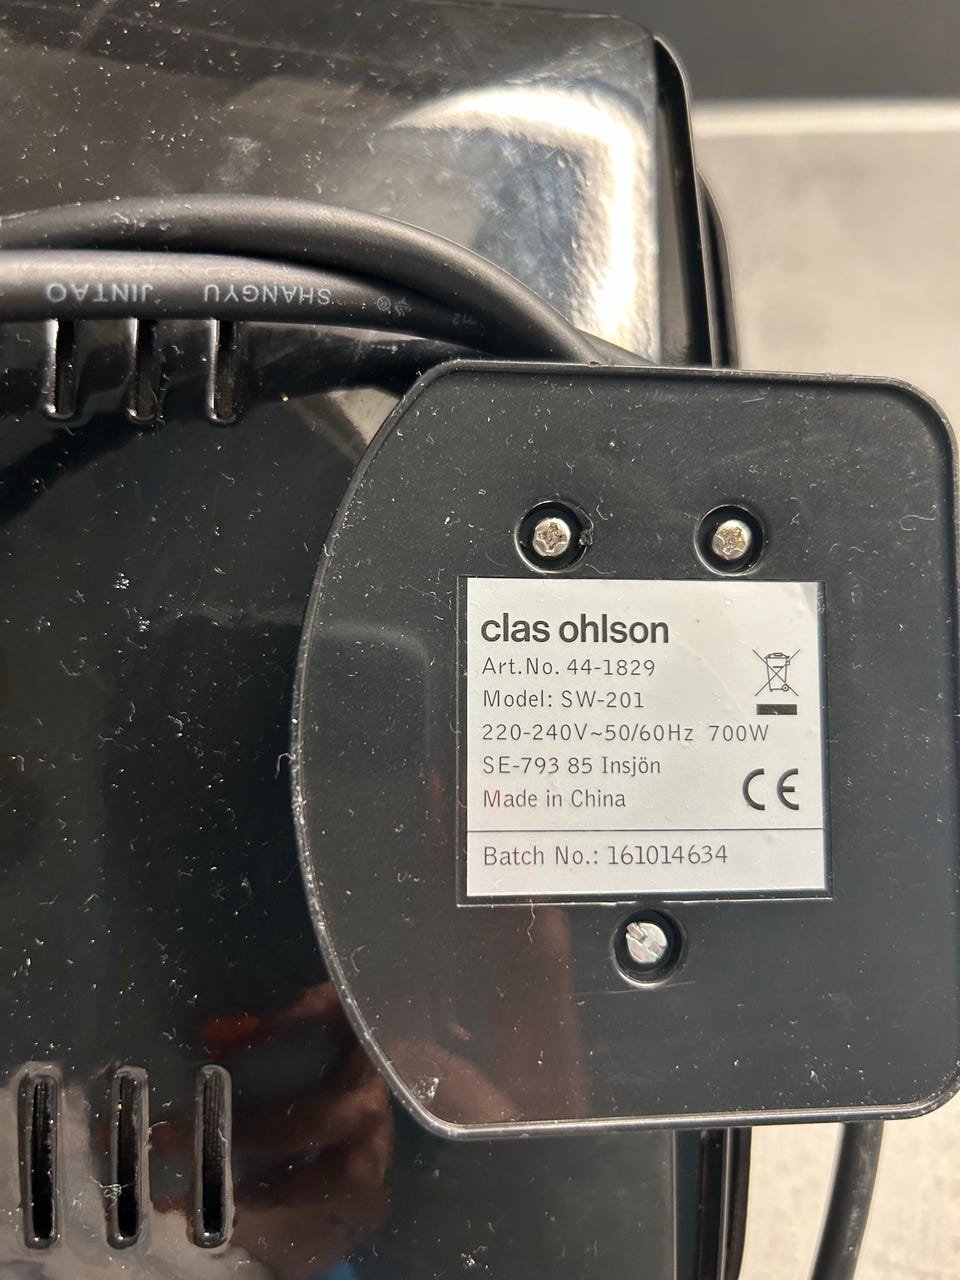 JINTAO SHANGYU
clas ohlson
Art.No. 44-1829
Model: SW-201
220-240V~50/60Hz 700W
SE-793 85 Insjön
Made in China
CE
Batch No.: 161014634